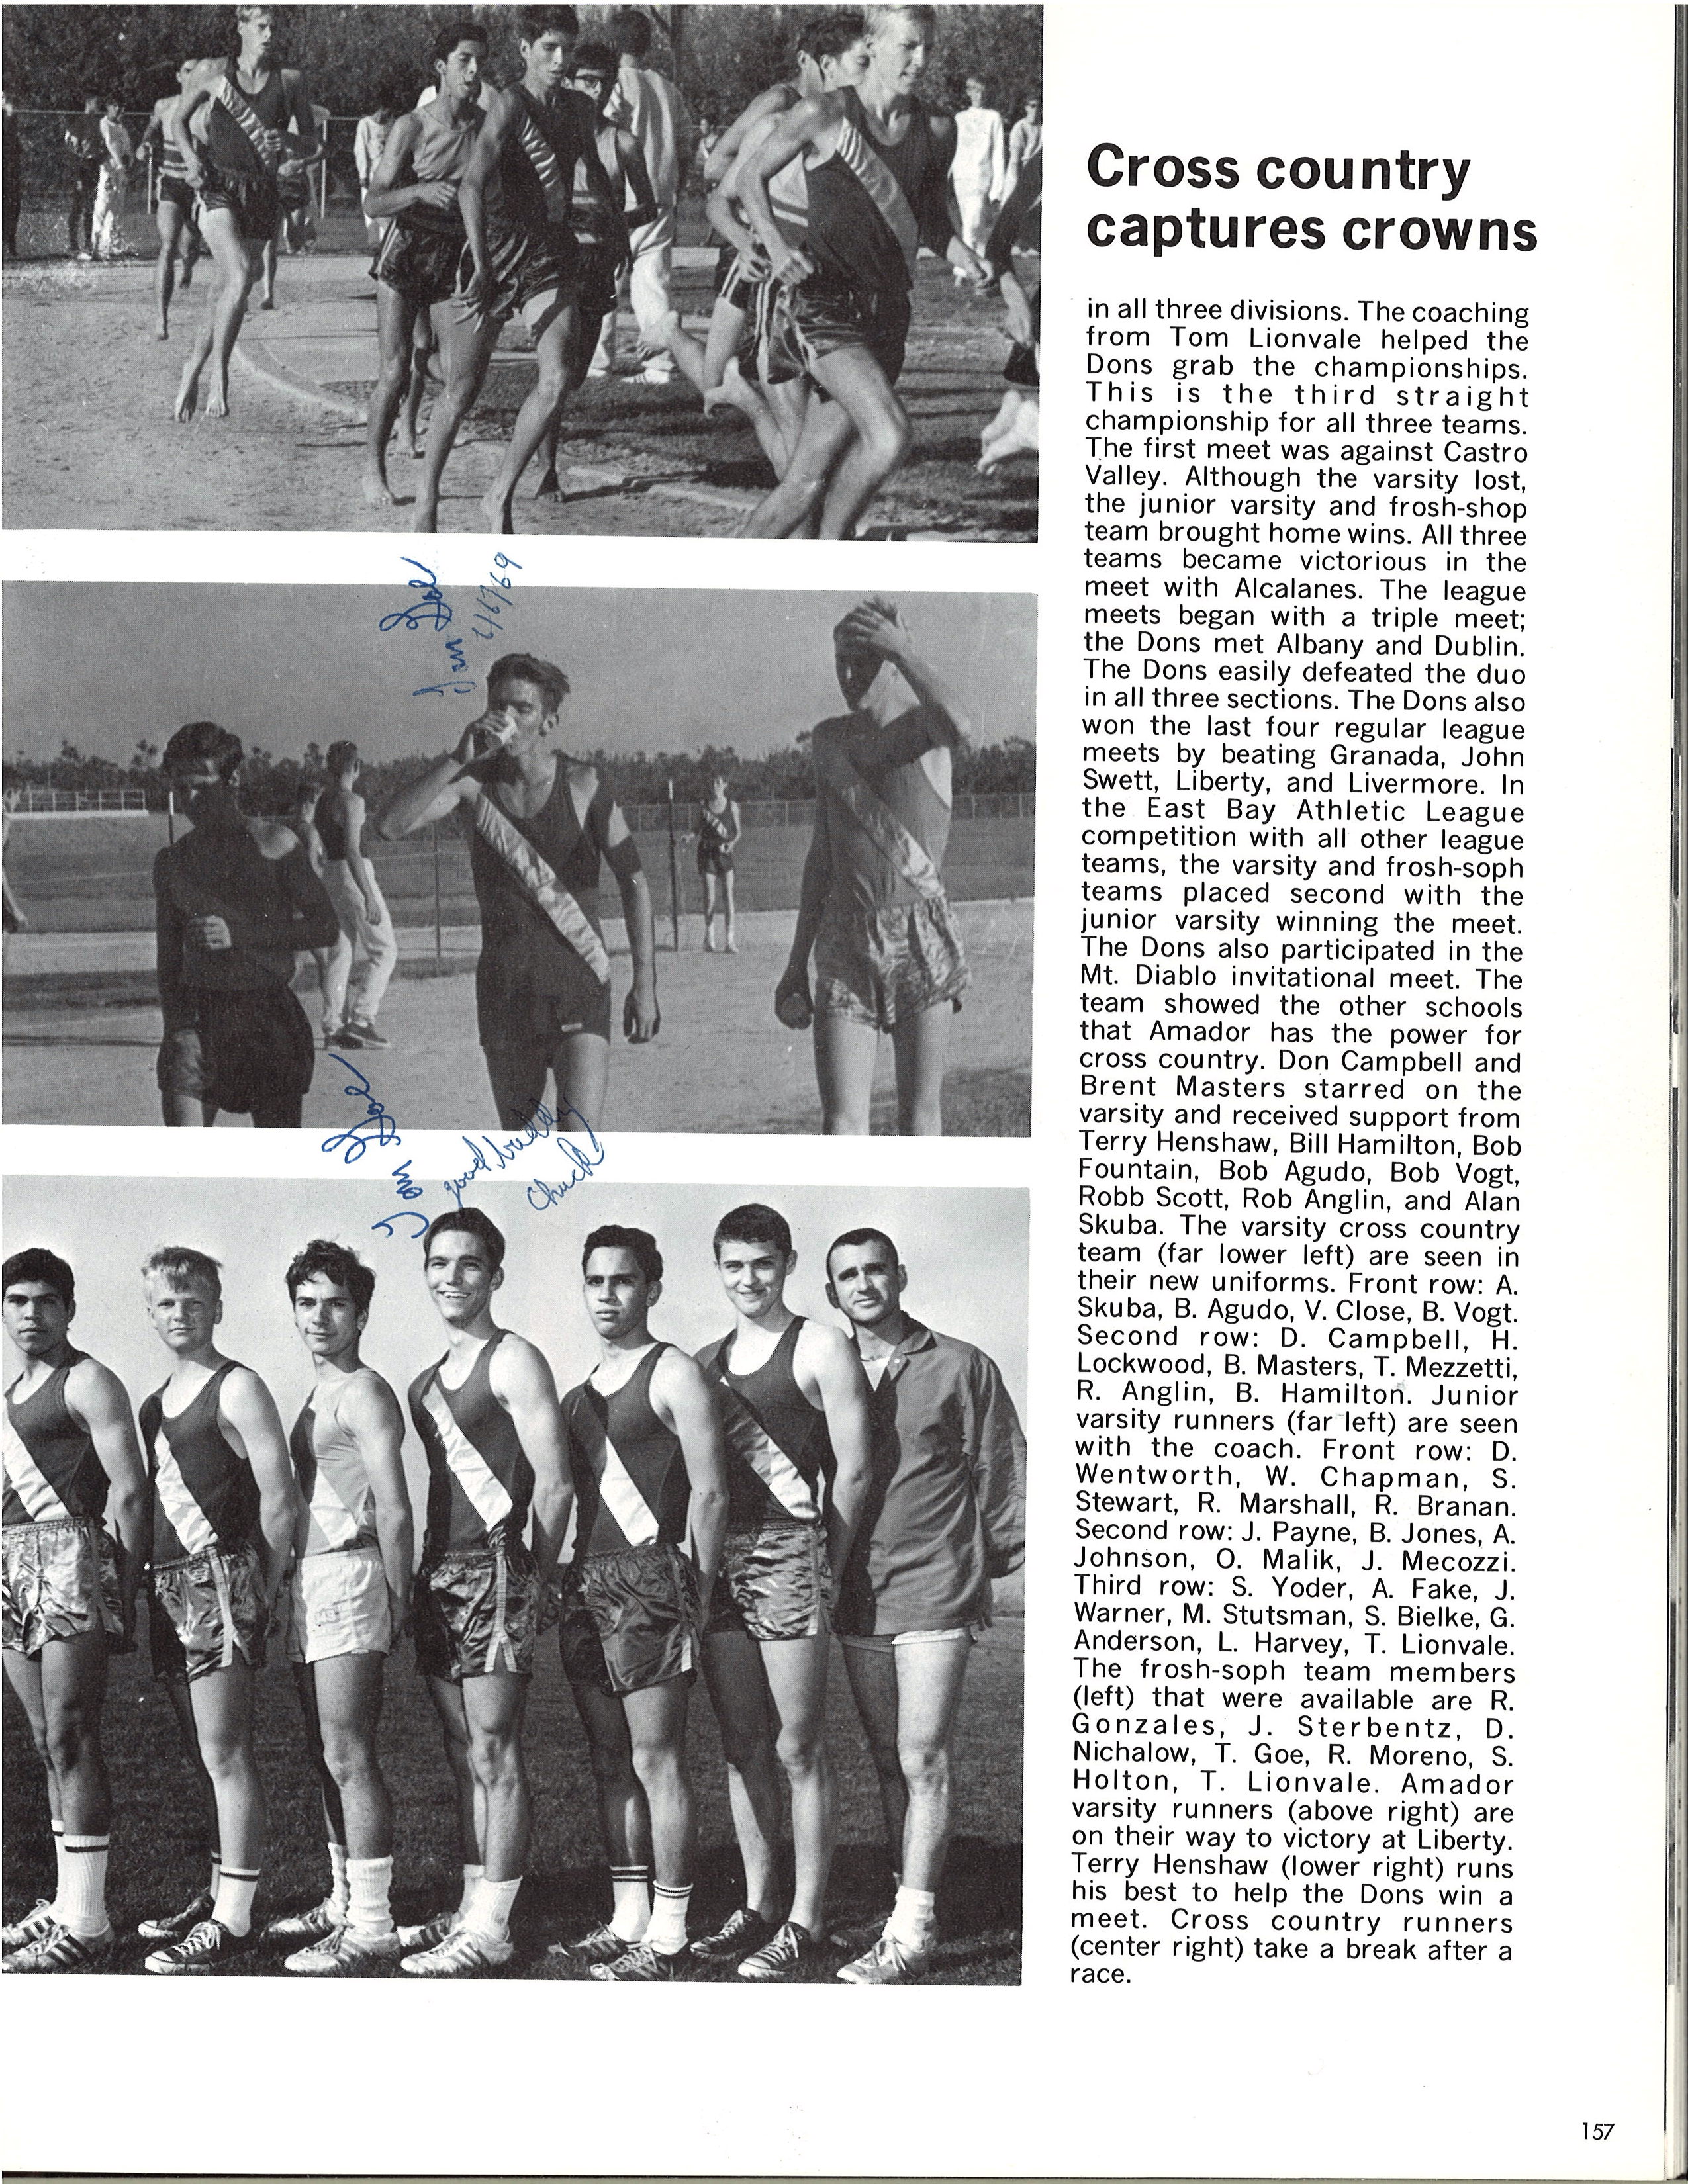 Cross country
captures crowns
in all three divisions. The coaching
from Tom Lionvale helped the
Dons grab the championships.
This is the third straight
championship for all three teams.
The first meet was against Castro
Valley. Although the varsity lost,
the junior varsity and frosh-shop
team brought home wins. All three
teams became victorious in the
meet with Alcalanes. The league
meets began with a triple meet;
the Dons met Albany and Dublin.
The Dons easily defeated the duo
in all three sections. The Dons also
won the last four regular league
meets by beating Granada, John
Swett, Liberty, and Livermore. In
the East Bay Athletic League
competition with all other league
teams, the varsity and frosh-soph
teams placed second with the
junior varsity winning the meet.
The Dons also participated in the
Mt. Diablo invitational meet. The
team showed the other schools
that Amador has the power for
cross country. Don Campbell and
Brent Masters starred on the
varsity and received support from
Terry Henshaw, Bill Hamilton, Bob
Fountain, Bob Agudo, Bob Vogt,
Robb Scott, Rob Anglin, and Alan
Skuba. The varsity cross country
team (far lower left) are seen in
their new uniforms. Front row: A.
Skuba, B. Agudo, V. Close, B. Vogt.
Second row: D. Campbell, H.
Lockwood, B. Masters, T. Mezzetti,
R. Anglin, B. Hamilton. Junior
varsity runners (far left) are seen
with the coach. Front row: D.
Wentworth, W. Chapman, S.
Stewart, R. Marshall, R. Branan.
Second row: J. Payne, B. Jones, A.
Johnson, O. Malik, J. Mecozzi.
Third row: S. Yoder, A. Fake, J.
Warner, M. Stutsman, S. Bielke, G.
Anderson, L. Harvey, T. Lionvale.
The frosh-soph team members
(left) that were available are R.
Gonzales, J. Sterbentz, D.
Nichalow, T. Goe, R. Moreno, S.
Holton, T. Lionvale. Amador
varsity runners (above right) are
on their way to victory at Liberty.
Terry Henshaw (lower right) runs
his best to help the Dons win a
meet. Cross country runners
(center right) take a break after a
race.
Tom Goe
Tom Goe
good buddy
Chuck
157